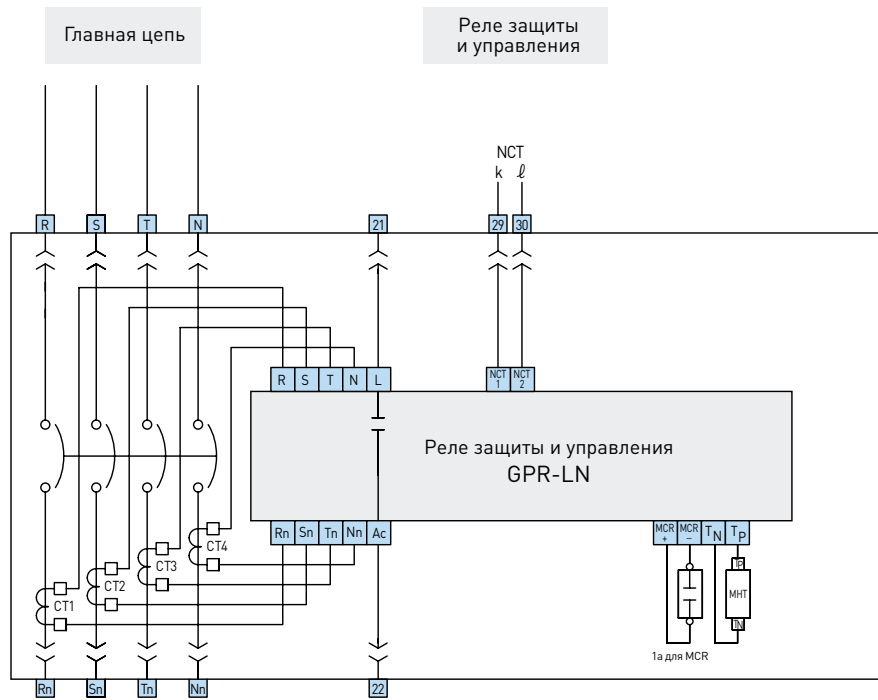 Главная цепь
Реле защиты
и управления
NCT
k ℓ
R S T N 21 29 30
R S T N L NCT 1 NCT 2
Реле защиты и управления
GPR-LN
Rn Sn Tn Nn Ac MCR + MCR – TN TP
CT4
CT3
CT2
CT1
TP
МНТ
TN
1a для MCR
Rn Sn Tn Nn 22